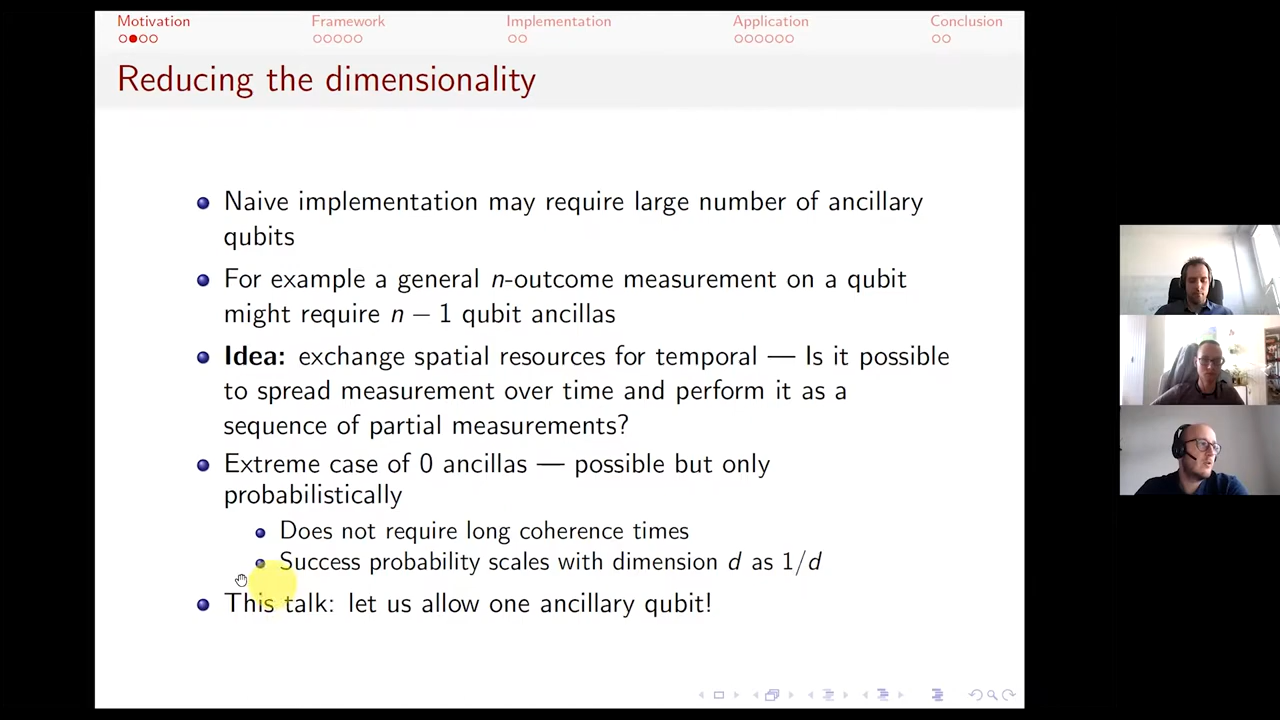 Motivation Framework Implementation Application Conclusion
Reducing the dimensionality
Naive implementation may require large number of ancillary
qubits
For example a general n-outcome measurement on a qubit
might require n − 1 qubit ancillas
Idea: exchange spatial resources for temporal — Is it possible
to spread measurement over time and perform it as a
sequence of partial measurements?
Extreme case of 0 ancillas — possible but only
probabilistically
Does not require long coherence times
Success probability scales with dimension d as 1/d
This talk: let us allow one ancillary qubit!